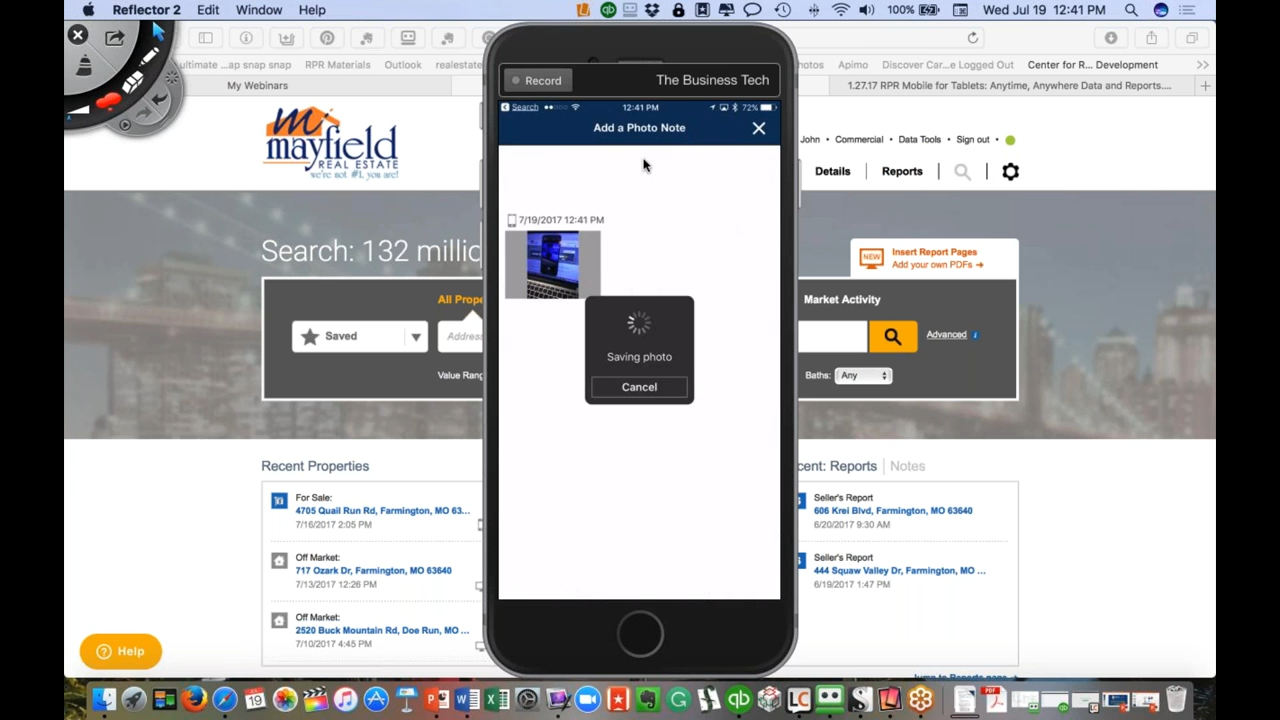 Reflector 2 Edit Window Help 100% Wed Jul 19 12:41 PM
ultimate ...ap snap snap RPR Materials Outlook realestate
hotos Apimo Discover Car...e Logged Out Center for R... Development >>
My Webinars
1.27.17 RPR Mobile for Tablets: Anytime, Anywhere Data and Reports.... +
Record The Business Tech
Search 12:41 PM 72%
Add a Photo Note
7/19/2017 12:41 PM
Saving photo
Cancel
m
mayfield
REAL ESTATE
we're not #1, you are!
John • Commercial • Data Tools • Sign out •
Details Reports
Search: 132 millic
NEW Insert Report Pages
Add your own PDFs
All Prope
Market Activity
Saved
Address
Advanced i
Value Rang
Baths: Any
Recent Properties
cent: Reports Notes
For Sale:
4705 Quail Run Rd, Farmington, MO 63...
7/16/2017 2:05 PM
Off Market:
717 Ozark Dr, Farmington, MO 63640
7/13/2017 12:26 PM
Off Market:
2520 Buck Mountain Rd, Doe Run, MO ...
7/10/2017 4:45 PM
Seller's Report
606 Krei Blvd, Farmington, MO 63640
6/20/2017 9:30 AM
Seller's Report
444 Squaw Valley Dr, Farmington, MO ...
6/19/2017 1:47 PM
Jump to Reports page
? Help